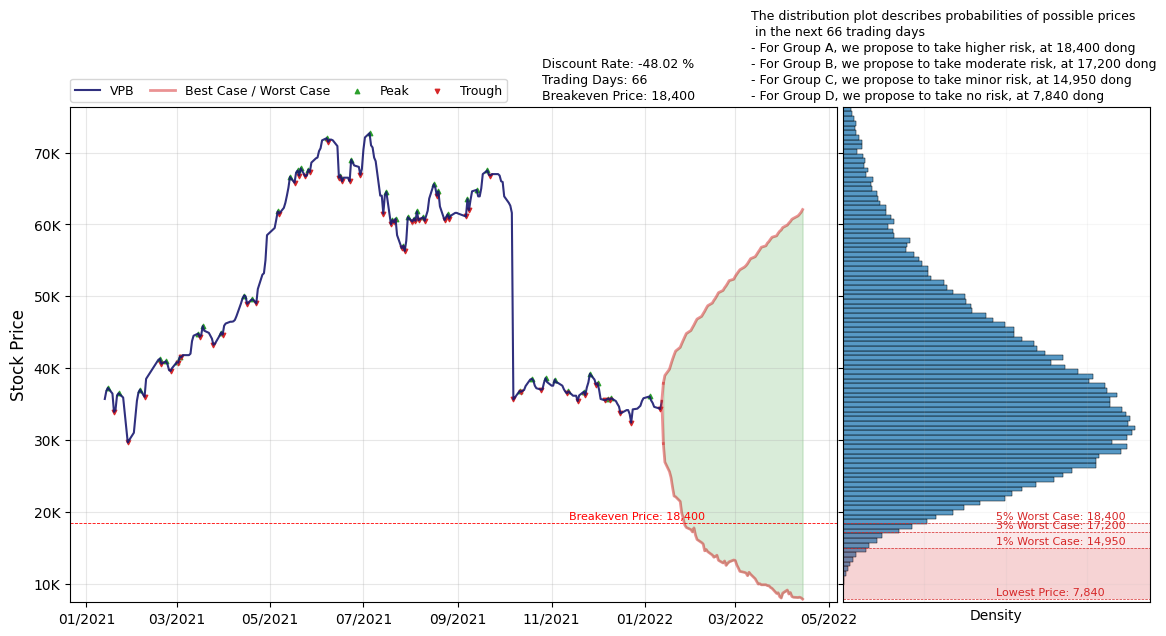 The distribution plot describes probabilities of possible prices
in the next 66 trading days
- For Group A, we propose to take higher risk, at 18,400 dong
- For Group B, we propose to take moderate risk, at 17,200 dong
- For Group C, we propose to take minor risk, at 14,950 dong
- For Group D, we propose to take no risk, at 7,840 dong
Discount Rate: -48.02 %
Trading Days: 66
Breakeven Price: 18,400
VPB
Best Case / Worst Case
Peak
Trough
Stock Price
70K
60K
50K
40K
30K
20K
10K
Breakeven Price: 18,400
5% Worst Case: 18,400
3% Worst Case: 17,200
1% Worst Case: 14,950
Lowest Price: 7,840
01/2021
03/2021
05/2021
07/2021
09/2021
11/2021
01/2022
03/2022
05/2022
Density